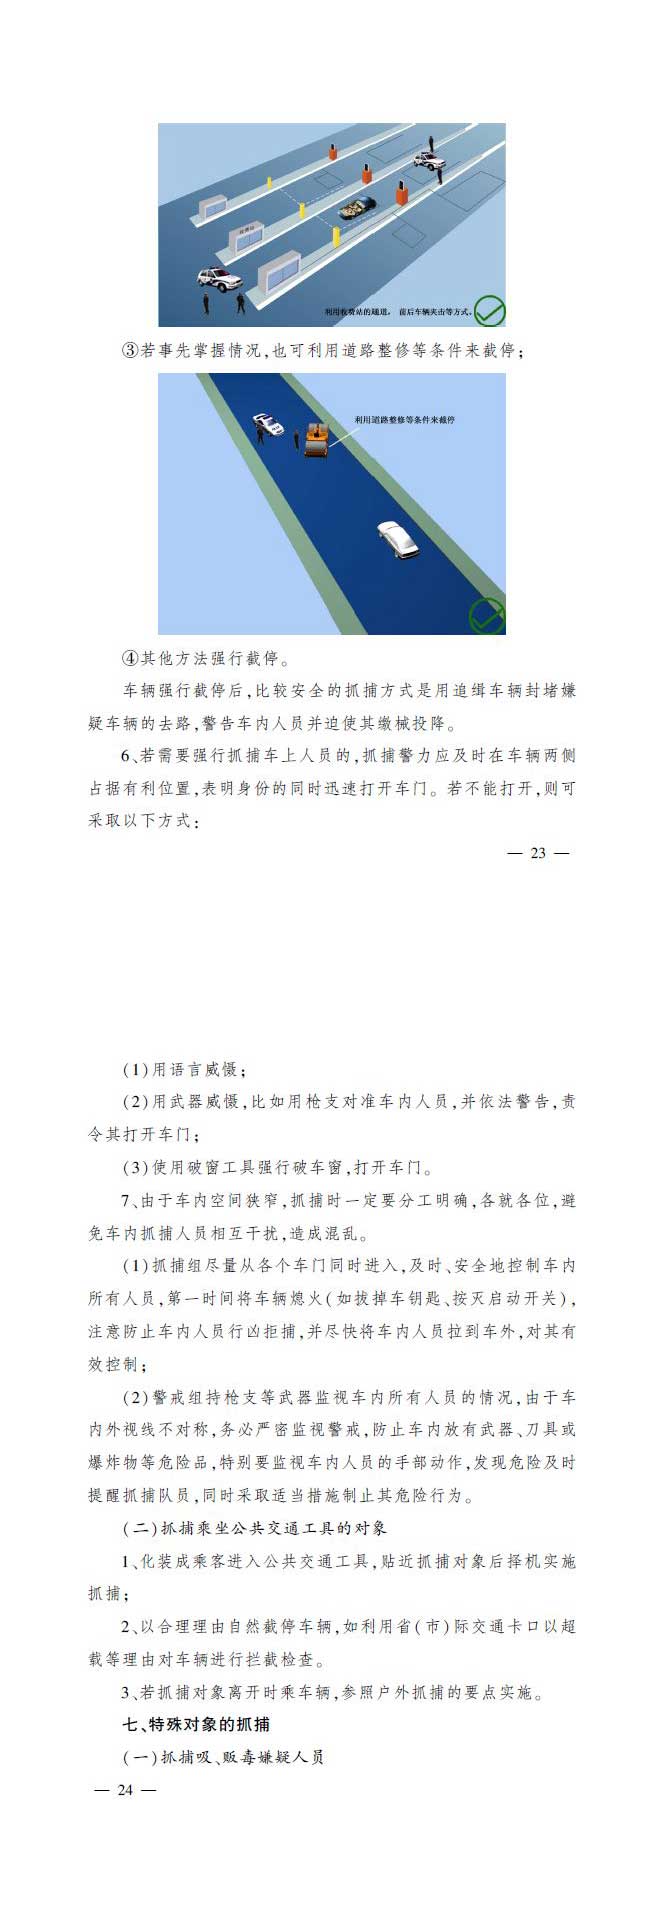 收费站
利用收费站的通道， 前后车辆夹击等方式。
③若事先掌握情况,也可利用道路整修等条件来截停;
利用道路整修等条件来截停
④其他方法强行截停。
车辆强行截停后,比较安全的抓捕方式是用追缉车辆封堵嫌
疑车辆的去路,警告车内人员并迫使其缴械投降。
6、若需要强行抓捕车上人员的,抓捕警力应及时在车辆两侧
占据有利位置,表明身份的同时迅速打开车门。若不能打开,则可
采取以下方式:
— 23 —
(1)用语言威慑;
(2)用武器威慑,比如用枪支对准车内人员,并依法警告,责
令其打开车门;
(3)使用破窗工具强行破车窗,打开车门。
7、由于车内空间狭窄,抓捕时一定要分工明确,各就各位,避
免车内抓捕人员相互干扰,造成混乱。
(1)抓捕组尽量从各个车门同时进入,及时、安全地控制车内
所有人员,第一时间将车辆熄火(如拔掉车钥匙、按灭启动开关),
注意防止车内人员行凶拒捕,并尽快将车内人员拉到车外,对其有
效控制;
(2)警戒组持枪支等武器监视车内所有人员的情况,由于车
内外视线不对称,务必严密监视警戒,防止车内放有武器、刀具或
爆炸物等危险品,特别要监视车内人员的手部动作,发现危险及时
提醒抓捕队员,同时采取适当措施制止其危险行为。
(二)抓捕乘坐公共交通工具的对象
1、化装成乘客进入公共交通工具,贴近抓捕对象后择机实施
抓捕;
2、以合理理由自然截停车辆,如利用省(市)际交通卡口以超
载等理由对车辆进行拦截检查。
3、若抓捕对象离开时乘车辆,参照户外抓捕的要点实施。
七、特殊对象的抓捕
(一)抓捕吸、贩毒嫌疑人员
— 24 —